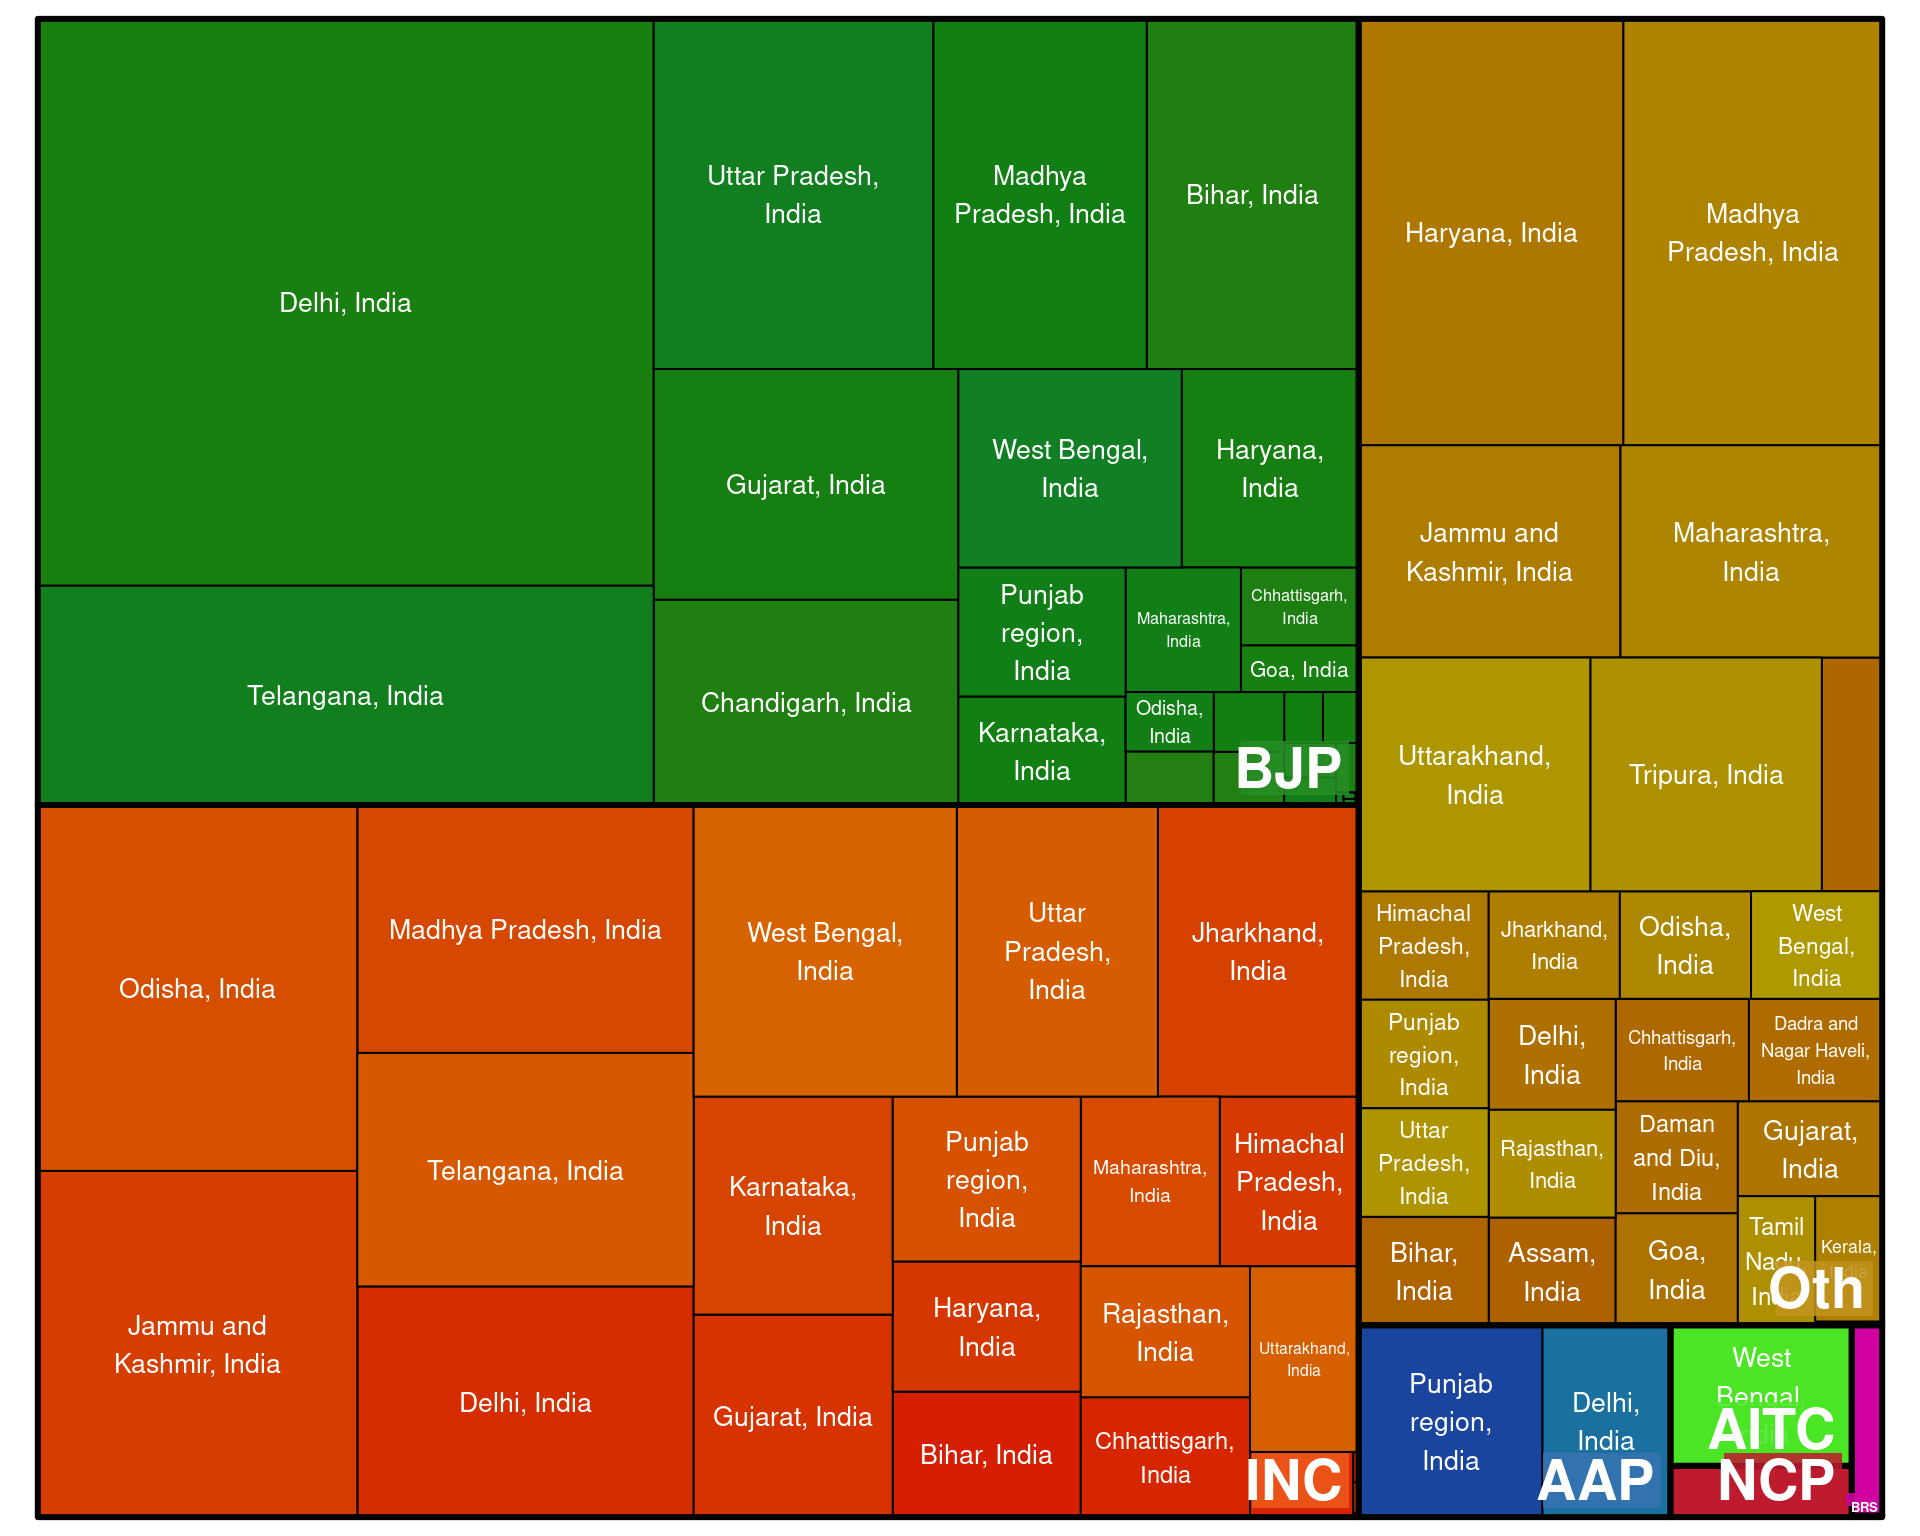 Delhi, India
Telangana, India
Uttar Pradesh,
India
Madhya
Pradesh, India
Bihar, India
Gujarat, India
Chandigarh, India
West Bengal,
India
Haryana,
India
Punjab
region,
India
Karnataka,
India
Maharashtra,
India
Chhattisgarh,
India
Goa, India
Odisha,
India
BJP
Odisha, India
Jammu and
Kashmir, India
Madhya Pradesh, India
Telangana, India
Delhi, India
West Bengal,
India
Uttar
Pradesh,
India
Jharkhand,
India
Karnataka,
India
Gujarat, India
Punjab
region,
India
Haryana,
India
Bihar, India
Maharashtra,
India
Himachal
Pradesh,
India
Rajasthan,
India
Chhattisgarh,
India
Uttarakhand,
India
INC
Haryana, India
Madhya
Pradesh, India
Jammu and
Kashmir, India
Maharashtra,
India
Uttarakhand,
India
Tripura, India
Himachal
Pradesh,
India
Jharkhand,
India
Odisha,
India
West
Bengal,
India
Punjab
region,
India
Delhi,
India
Chhattisgarh,
India
Dadra and
Nagar Haveli,
India
Uttar
Pradesh,
India
Rajasthan,
India
Daman
and Diu,
India
Gujarat,
India
Bihar,
India
Assam,
India
Goa,
India
Tamil
Nadu,
India
Kerala,
India
Oth
Punjab
region,
India
Delhi,
India
AAP
West
Bengal,
India
AITC
NCP
BRS